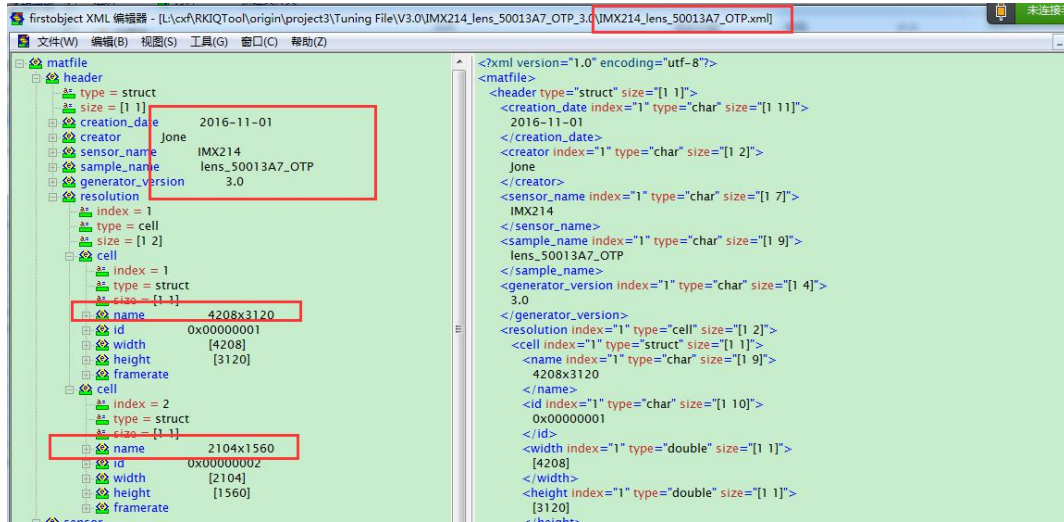 firstobject XML 编辑器 - [L:\cxf\RKIQTool\origin\project3\Tuning File\V3.0\IMX214_lens_50013A7_OTP_3.0\IMX214_lens_50013A7_OTP.xml]
未连接
文件(W) 编辑(B) 视图(S) 工具(G) 窗口(C) 帮助(Z)
matfile
header
type = struct
size = [1 1]
creation_date 2016-11-01
creator Jone
sensor_name IMX214
sample_name lens_50013A7_OTP
generator_version 3.0
resolution
index = 1
type = cell
size = [1 2]
cell
index = 1
type = struct
size = [1 1]
name 4208x3120
id 0x00000001
width [4208]
height [3120]
framerate
cell
index = 2
type = struct
size = [1 1]
name 2104x1560
id 0x00000002
width [2104]
height [1560]
framerate
sensor
<?xml version="1.0" encoding="utf-8"?>
<matfile>
<header type="struct" size="[1 1]">
<creation_date index="1" type="char" size="[1 11]">
2016-11-01
</creation_date>
<creator index="1" type="char" size="[1 2]">
Jone
</creator>
<sensor_name index="1" type="char" size="[1 7]">
IMX214
</sensor_name>
<sample_name index="1" type="char" size="[1 9]">
lens_50013A7_OTP
</sample_name>
<generator_version index="1" type="char" size="[1 4]">
3.0
</generator_version>
<resolution index="1" type="cell" size="[1 2]">
<cell index="1" type="struct" size="[1 1]">
<name index="1" type="char" size="[1 9]">
4208x3120
</name>
<id index="1" type="char" size="[1 10]">
0x00000001
</id>
<width index="1" type="double" size="[1 1]">
[4208]
</width>
<height index="1" type="double" size="[1 1]">
[3120]
</height>